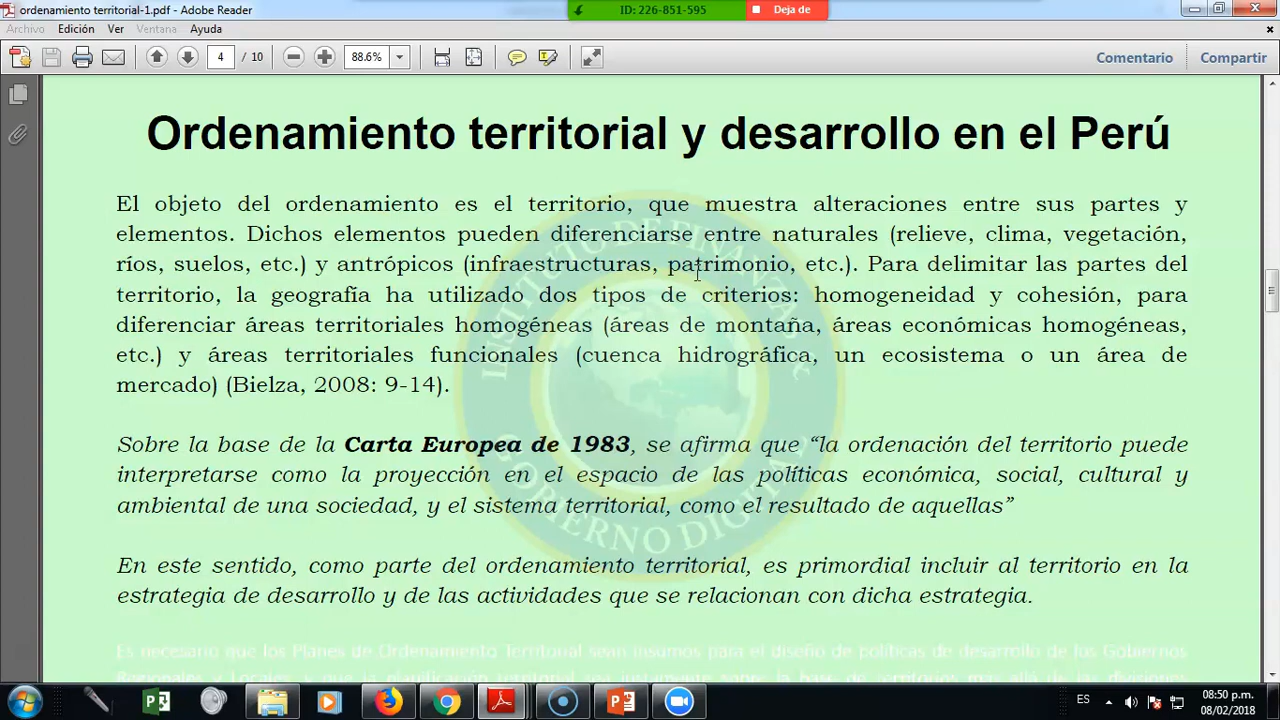 ordenamiento territorial-1.pdf - Adobe Reader
ID: 226-851-595
Deja de
Archivo Edición Ver Ventana Ayuda
4 / 10 88.6% Comentario Compartir
Ordenamiento territorial y desarrollo en el Perú
El objeto del ordenamiento es el territorio, que muestra alteraciones entre sus partes y
elementos. Dichos elementos pueden diferenciarse entre naturales (relieve, clima, vegetación,
ríos, suelos, etc.) y antrópicos (infraestructuras, patrimonio, etc.). Para delimitar las partes del
territorio, la geografía ha utilizado dos tipos de criterios: homogeneidad y cohesión, para
diferenciar áreas territoriales homogéneas (áreas de montaña, áreas económicas homogéneas,
etc.) y áreas territoriales funcionales (cuenca hidrográfica, un ecosistema o un área de
mercado) (Bielza, 2008: 9-14).
Sobre la base de la Carta Europea de 1983, se afirma que “la ordenación del territorio puede
interpretarse como la proyección en el espacio de las políticas económica, social, cultural y
ambiental de una sociedad, y el sistema territorial, como el resultado de aquellas”
En este sentido, como parte del ordenamiento territorial, es primordial incluir al territorio en la
estrategia de desarrollo y de las actividades que se relacionan con dicha estrategia.
Es necesario que los Planes de Ordenamiento Territorial sean insumos para el diseño de políticas de desarrollo de los Gobiernos
INSTITUTO DE FINANZAS
GOBIERNO DIGITAL
ES 08:50 p.m.
08/02/2018